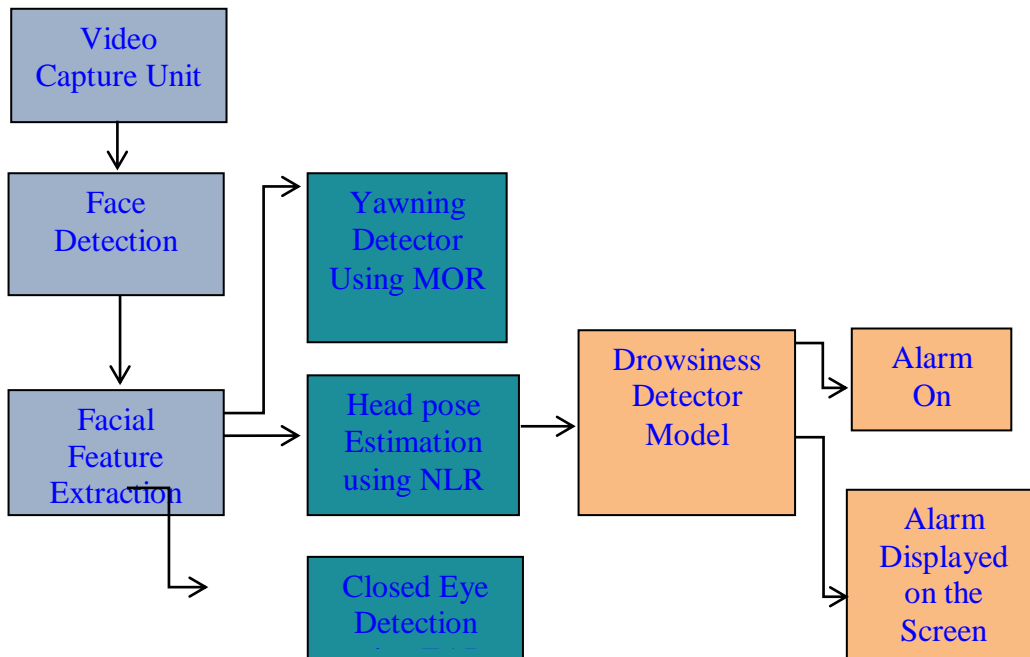 Video
Capture Unit
Face
Detection
Facial
Feature
Extraction
Yawning
Detector
Using MOR
Head pose
Estimation
using NLR
Closed Eye
Detection
Drowsiness
Detector
Model
Alarm
On
Alarm
Displayed
on the
Screen